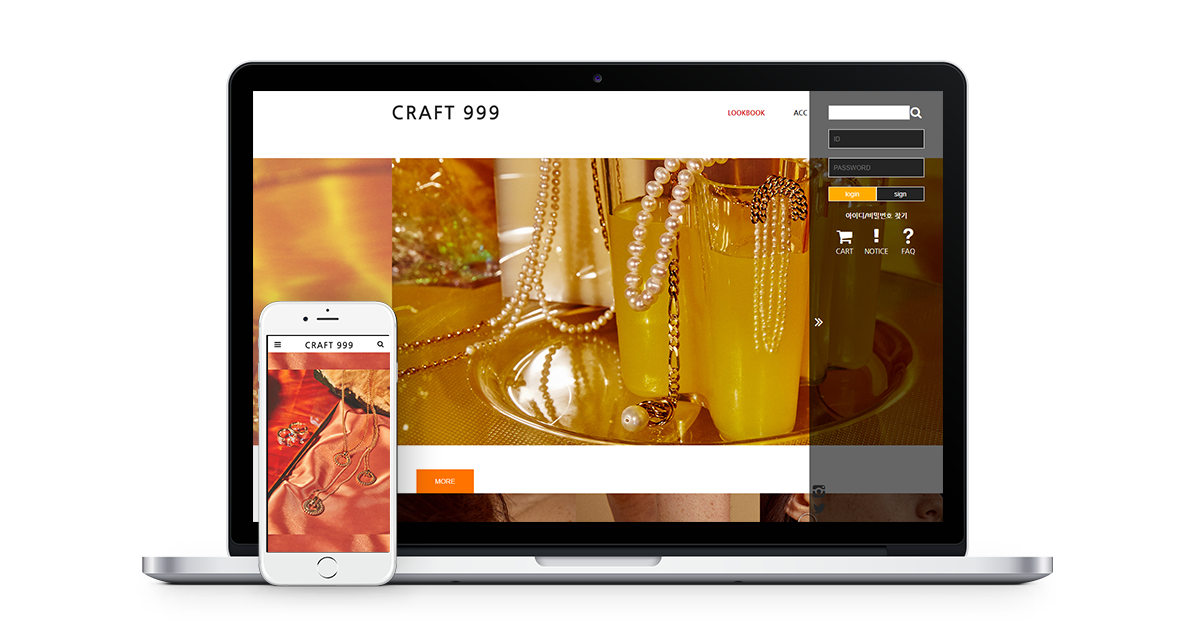 CRAFT 999
LOOKBOOK
ACC
ID
PASSWORD
login
sign
아이디/비밀번호 찾기
CART
NOTICE
FAQ
CRAFT 999
MORE